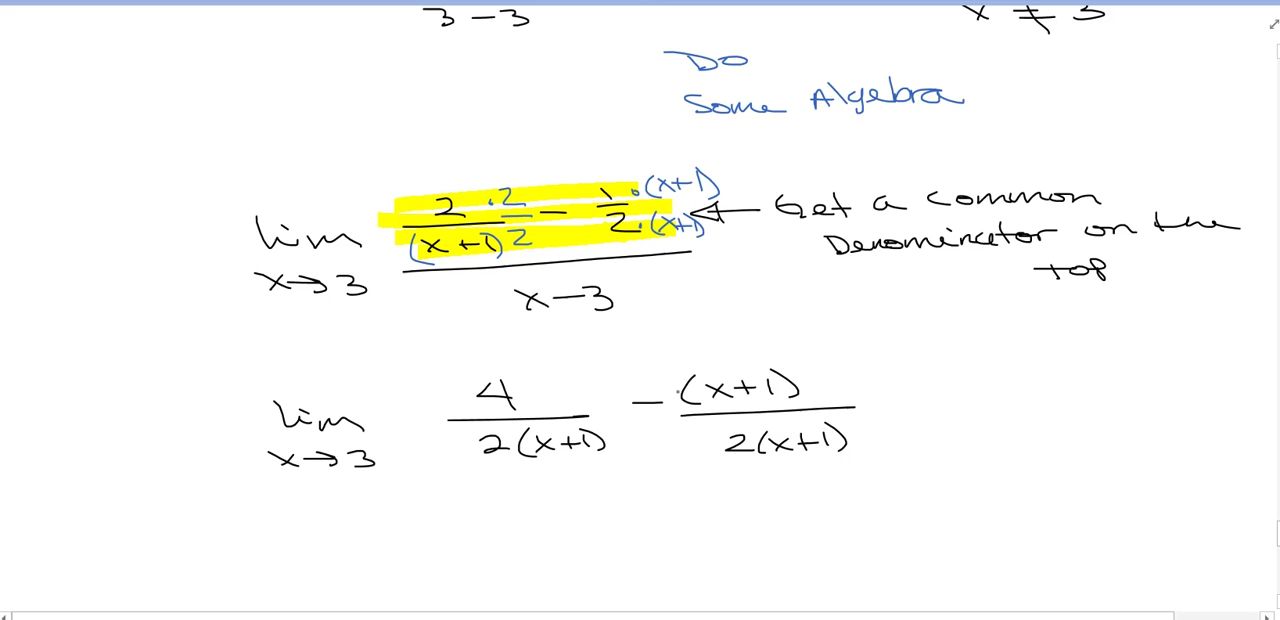 3 - 3 x ≠ 3
Do
Some Algebra
lim x→3 (2/(x+1) · 2/2 - 1/2 · (x+1)/(x+1)) / (x-3) ← Get a common
Denominator on the
top
lim x→3 4/(2(x+1)) - (x+1)/(2(x+1))